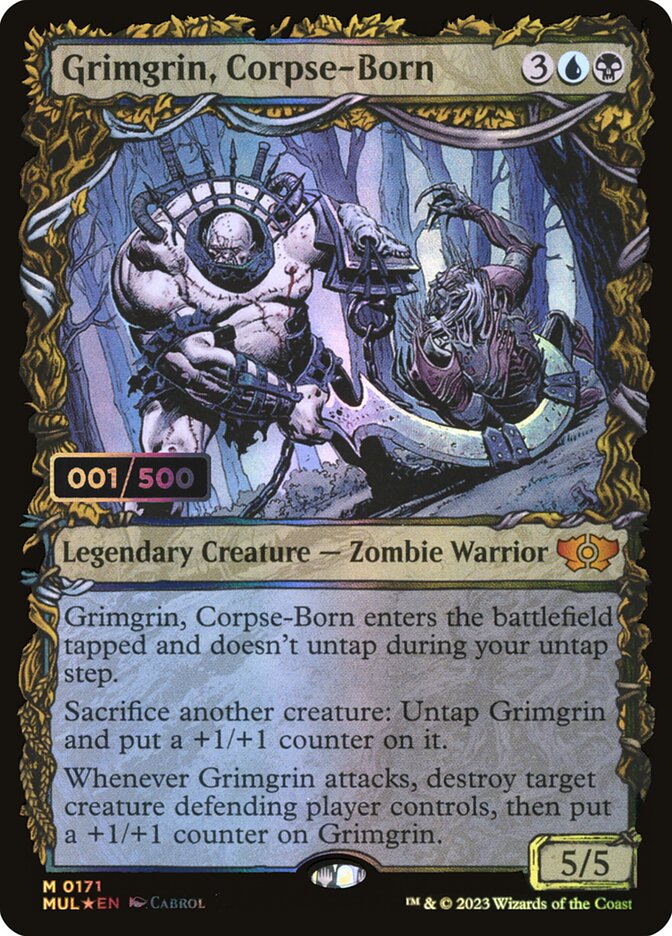 Grimgrin, Corpse-Born 3
001/500
Legendary Creature — Zombie Warrior
Grimgrin, Corpse-Born enters the battlefield
tapped and doesn't untap during your untap
step.
Sacrifice another creature: Untap Grimgrin
and put a +1/+1 counter on it.
Whenever Grimgrin attacks, destroy target
creature defending player controls, then put
a +1/+1 counter on Grimgrin.
5/5
M 0171
MUL★EN CABROL
™ & © 2023 Wizards of the Coast